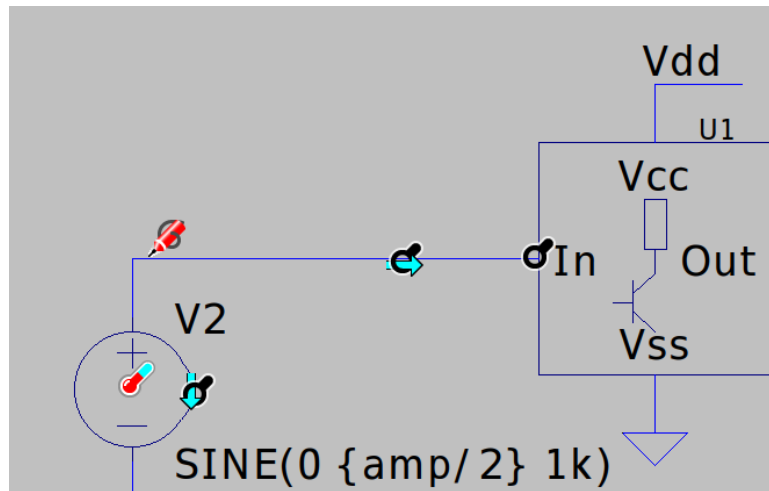 Vdd
U1
Vcc
In
Out
V2
Vss
SINE(0 {amp/2} 1k)